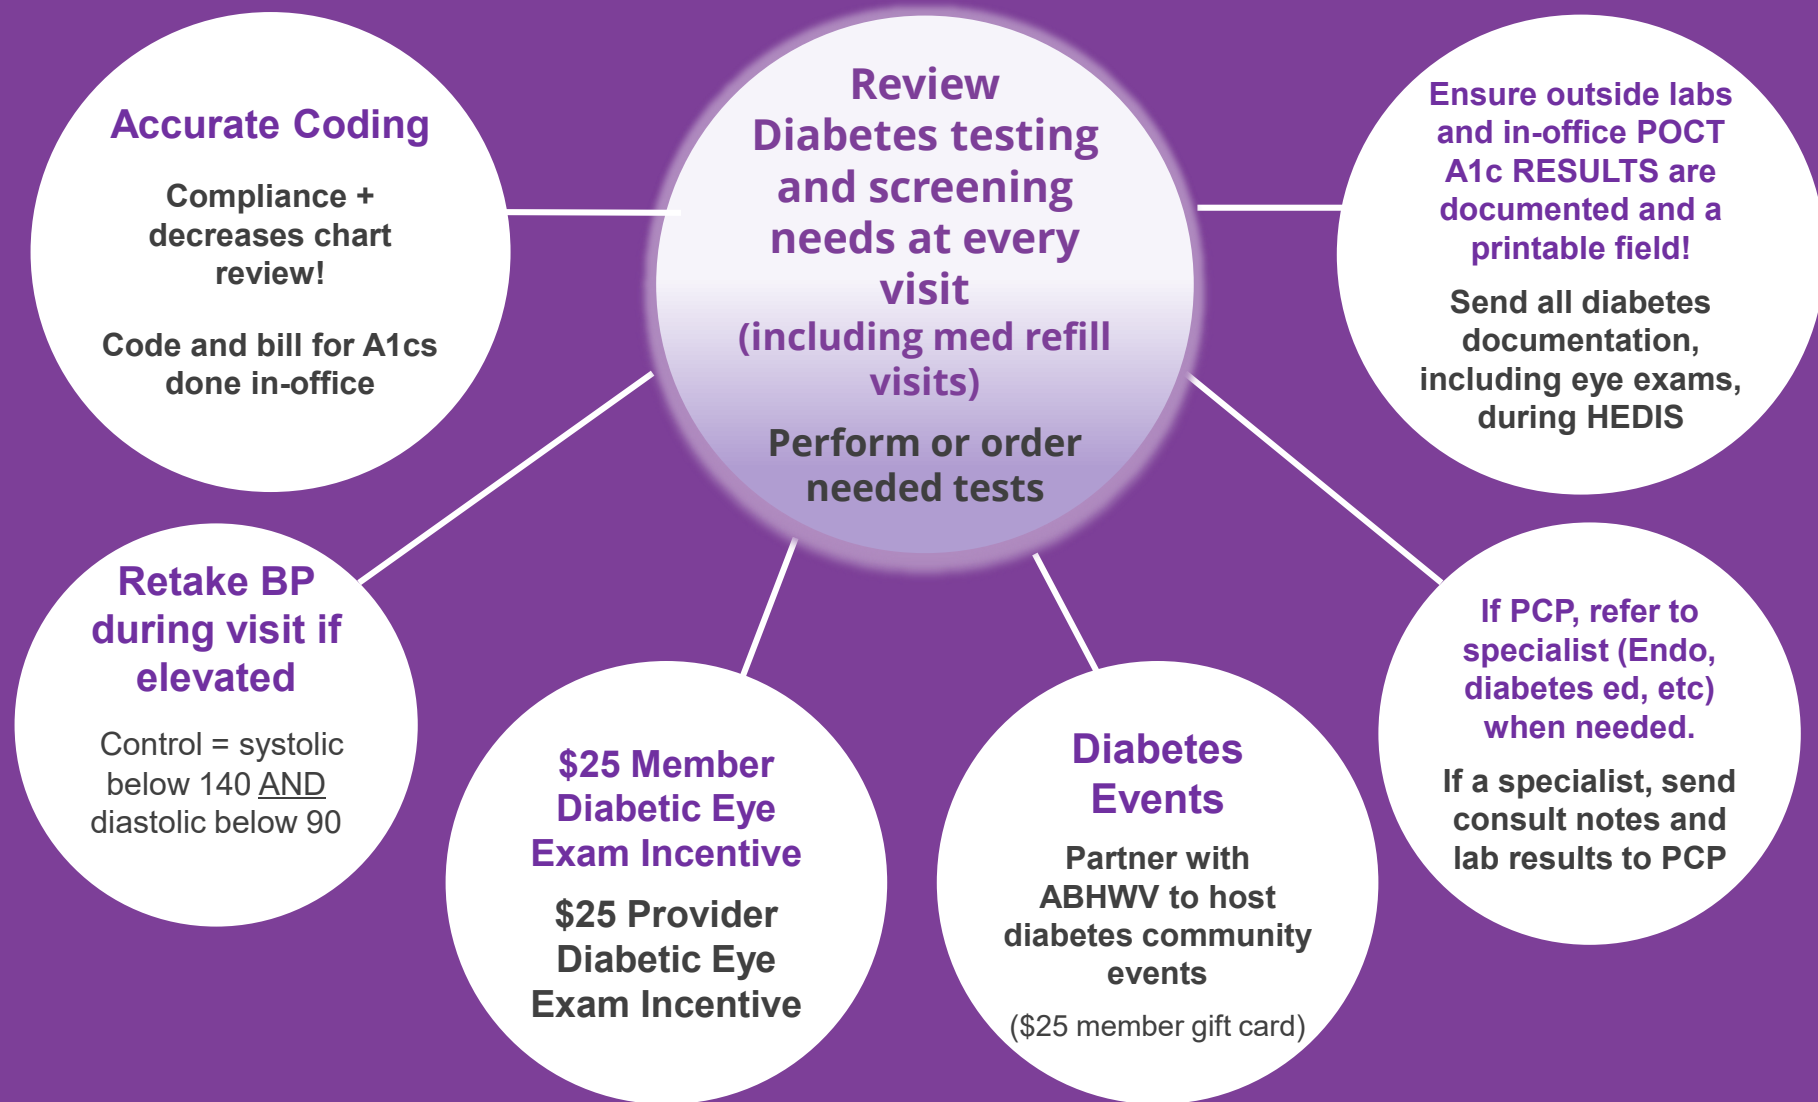 Accurate Coding
Compliance +
decreases chart
review!
Code and bill for A1cs
done in-office
Review
Diabetes testing
and screening
needs at every
visit
(including med refill
visits)
Perform or order
needed tests
Ensure outside labs
and in-office POCT
A1c RESULTS are
documented and a
printable field!
Send all diabetes
documentation,
including eye exams,
during HEDIS
Retake BP
during visit if
elevated
Control = systolic
below 140 AND
diastolic below 90
$25 Member
Diabetic Eye
Exam Incentive
$25 Provider
Diabetic Eye
Exam Incentive
Diabetes
Events
Partner with
ABHWV to host
diabetes community
events
($25 member gift card)
If PCP, refer to
specialist (Endo,
diabetes ed, etc)
when needed.
If a specialist, send
consult notes and
lab results to PCP